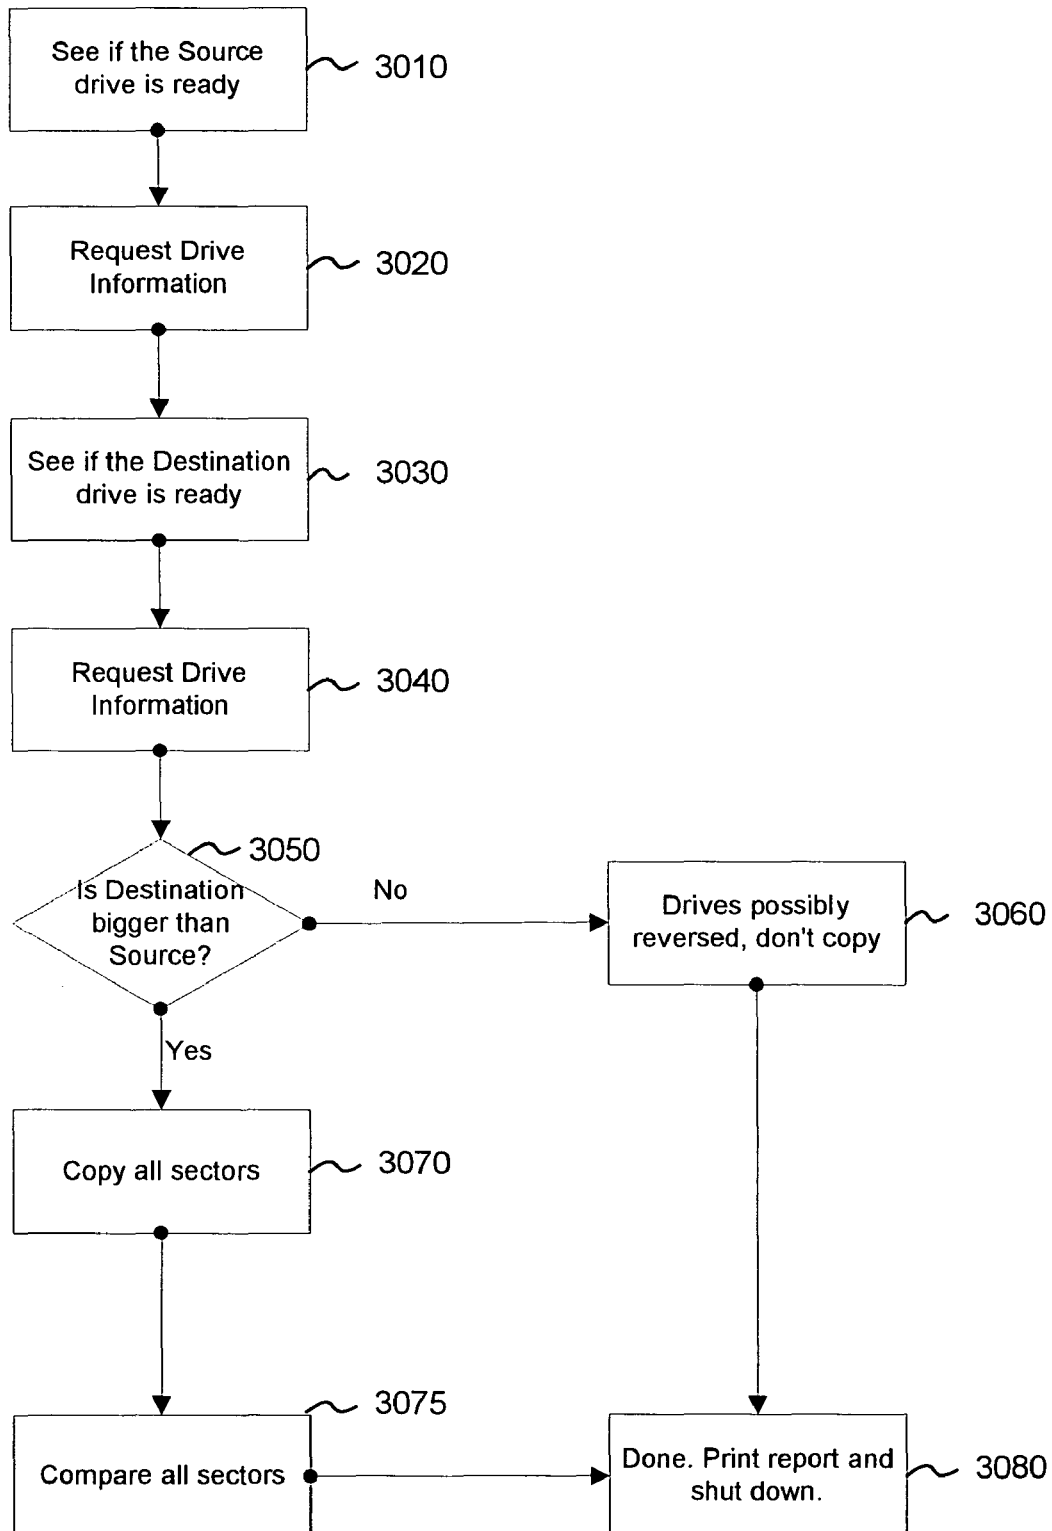 See if the Source
drive is ready
3010
Request Drive
Information
3020
See if the Destination
drive is ready
3030
Request Drive
Information
3040
3050
Is Destination
bigger than
Source?
No
Drives possibly
reversed, don't copy
3060
Yes
Copy all sectors
3070
3075
Compare all sectors
Done. Print report and
shut down.
3080